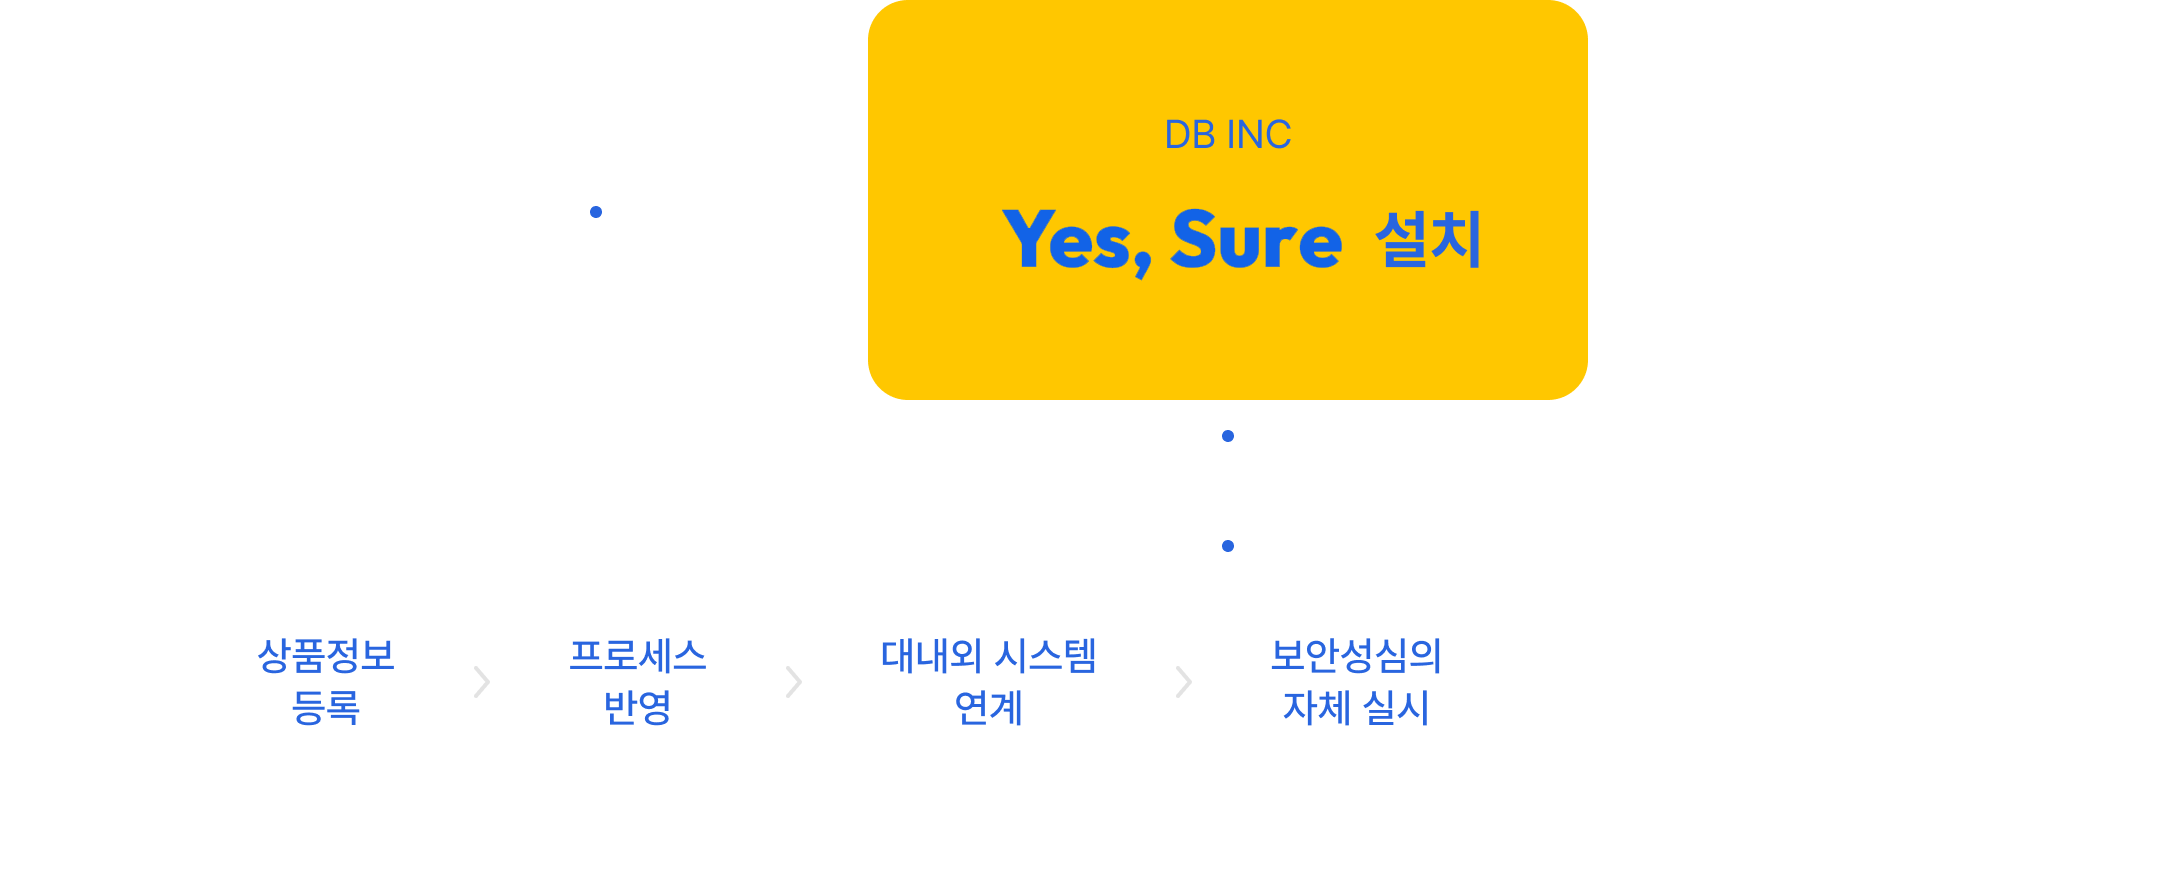 DB INC
Yes, Sure 설치
상품정보
등록
프로세스
반영
대내외 시스템
연계
보안성심의
자체 실시